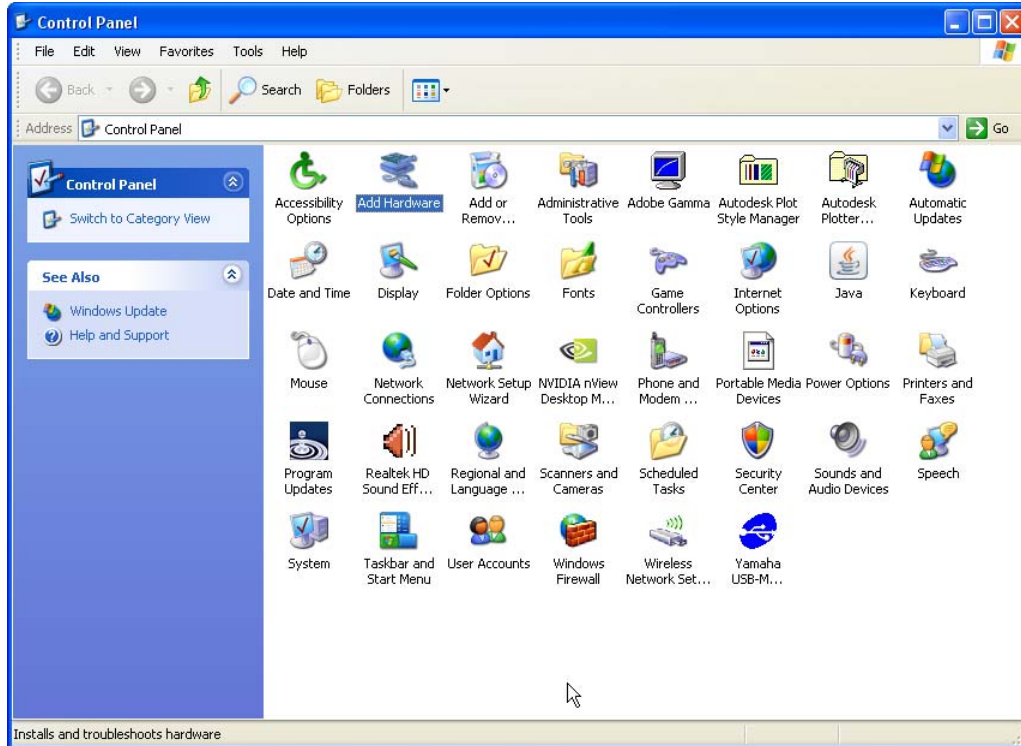 Control Panel
File Edit View Favorites Tools Help
Back Search Folders
Address Control Panel Go
Control Panel
Switch to Category View
See Also
Windows Update
Help and Support
Accessibility Options
Add Hardware
Add or Remov...
Administrative Tools
Adobe Gamma
Autodesk Plot Style Manager
Autodesk Plotter...
Automatic Updates
Date and Time
Display
Folder Options
Fonts
Game Controllers
Internet Options
Java
Keyboard
Mouse
Network Connections
Network Setup Wizard
NVIDIA nView Desktop M...
Phone and Modem ...
Portable Media Devices
Power Options
Printers and Faxes
Program Updates
Realtek HD Sound Eff...
Regional and Language ...
Scanners and Cameras
Scheduled Tasks
Security Center
Sounds and Audio Devices
Speech
System
Taskbar and Start Menu
User Accounts
Windows Firewall
Wireless Network Set...
Yamaha USB-M...
Installs and troubleshoots hardware